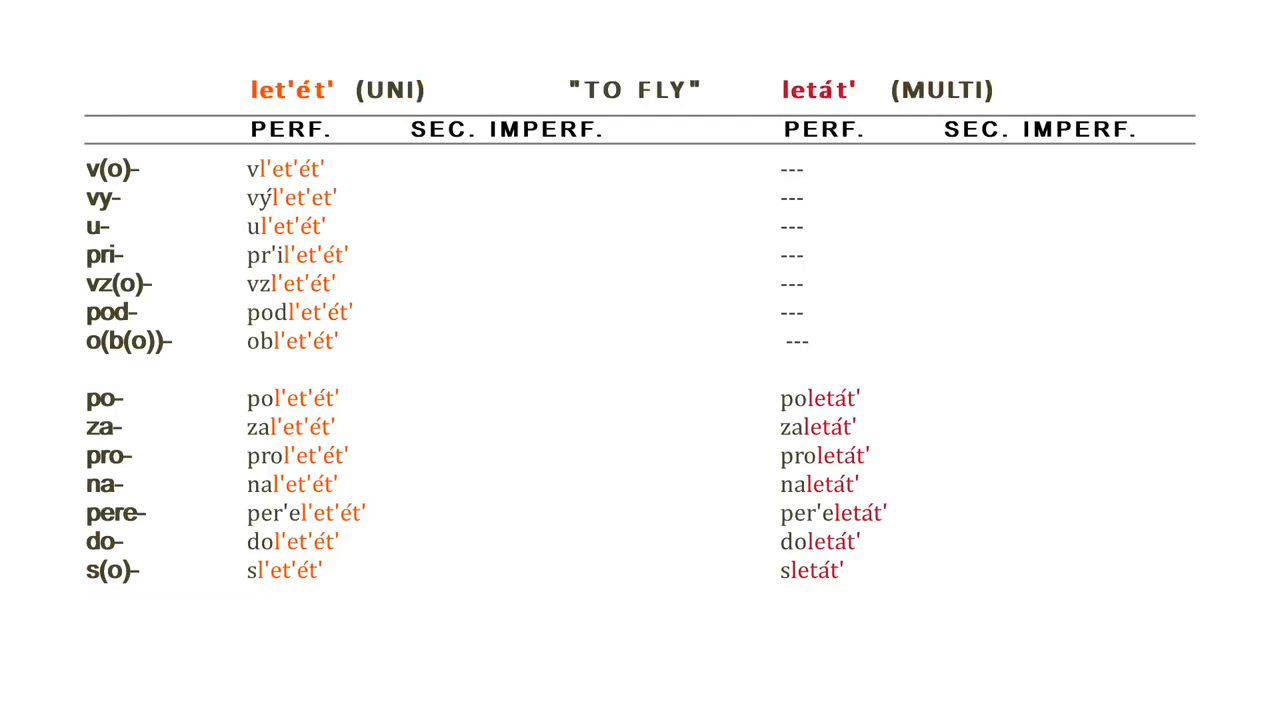 let'ét' (UNI) "TO FLY" letát' (MULTI)
PERF. SEC. IMPERF. PERF. SEC. IMPERF.
v(o)– vl'et'ét' ---
vy– výl'et'et' ---
u– ul'et'ét' ---
pri– pr'il'et'ét' ---
vz(o)– vzl'et'ét' ---
pod– podl'et'ét' ---
o(b(o))– obl'et'ét' ---
po– pol'et'ét' poletát'
za– zal'et'ét' zaletát'
pro– prol'et'ét' proletát'
na– nal'et'ét' naletát'
pere– per'el'et'ét' per'eletát'
do– dol'et'ét' doletát'
s(o)– sl'et'ét' sletát'